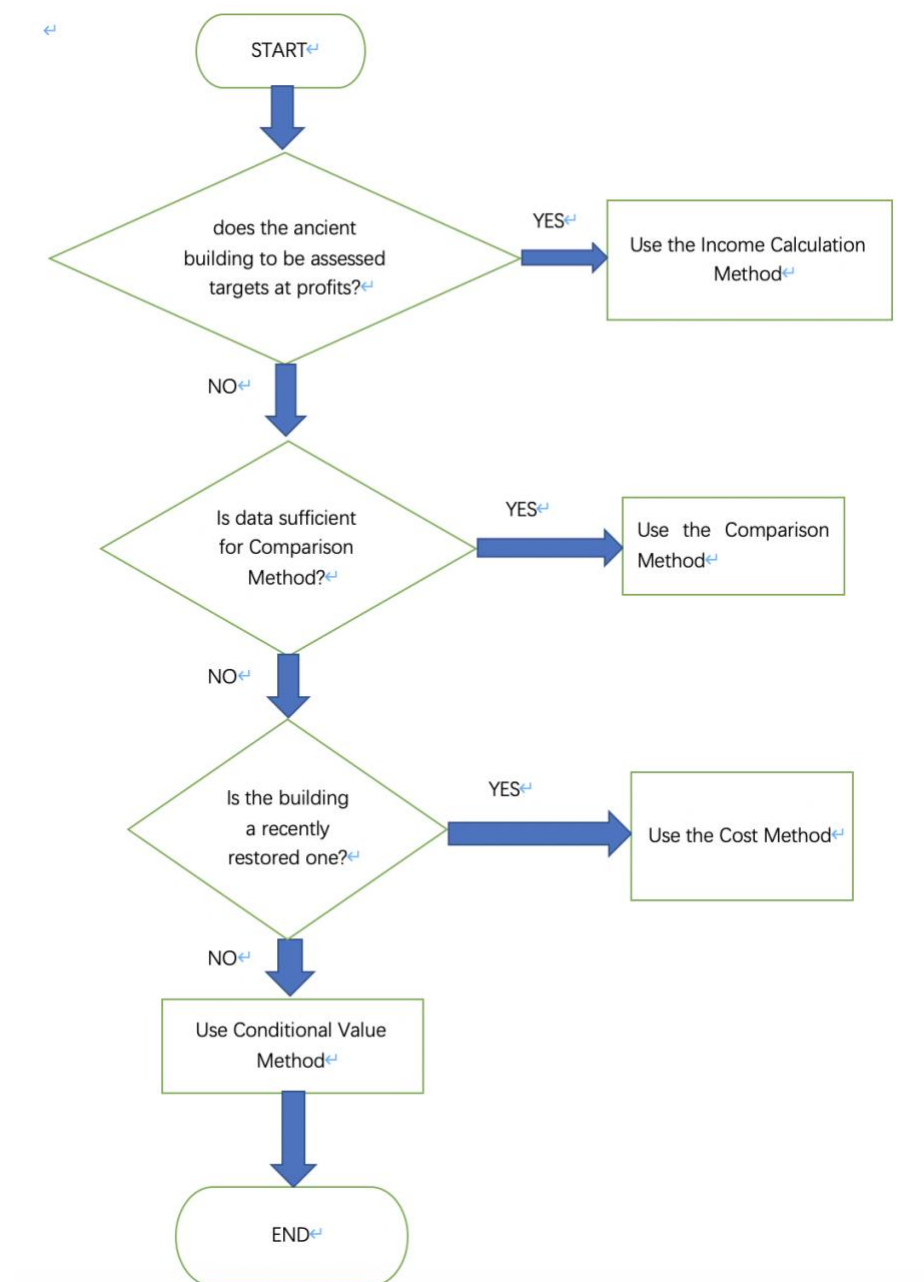 START
does the ancient
building to be assessed
targets at profits?
YES
Use the Income Calculation
Method
NO
Is data sufficient
for Comparison
Method?
YES
Use the Comparison
Method
NO
Is the building
a recently
restored one?
YES
Use the Cost Method
NO
Use Conditional Value
Method
END